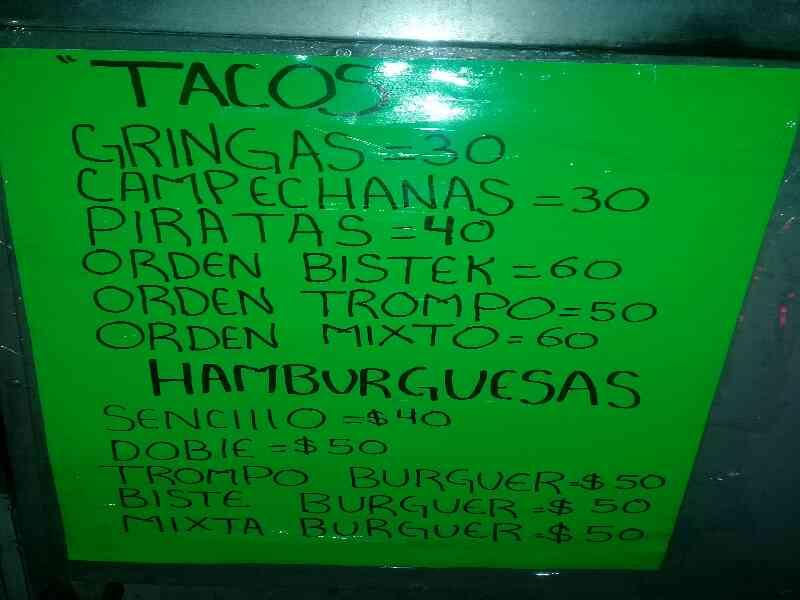 "TACOS
GRINGAS = 30
CAMPECHANAS = 30
PIRATAS = 40
ORDEN BISTEK = 60
ORDEN TROMPO = 50
ORDEN MIXTO = 60
HAMBURGUESAS
SENCIllO = $40
DOBlE = $50
TROMPO BURGUER = $50
BISTE BURGUER = $50
MIXTA BURGUER = $50